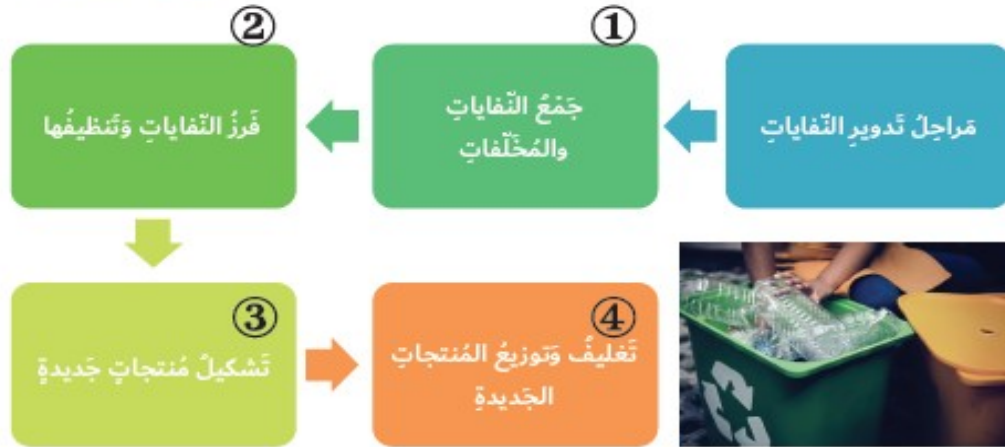 مَراحِلُ تَدويرِ النّفاياتِ
①
جَمْعُ النّفاياتِ
والمُخَلّفاتِ
②
فَرزُ النّفاياتِ وَتَنظيفُها
③
تَشكيلُ مُنتجاتٍ جَديدةٍ
④
تَغليفُ وَتَوزيعُ المُنتجاتِ
الجَديدةِ